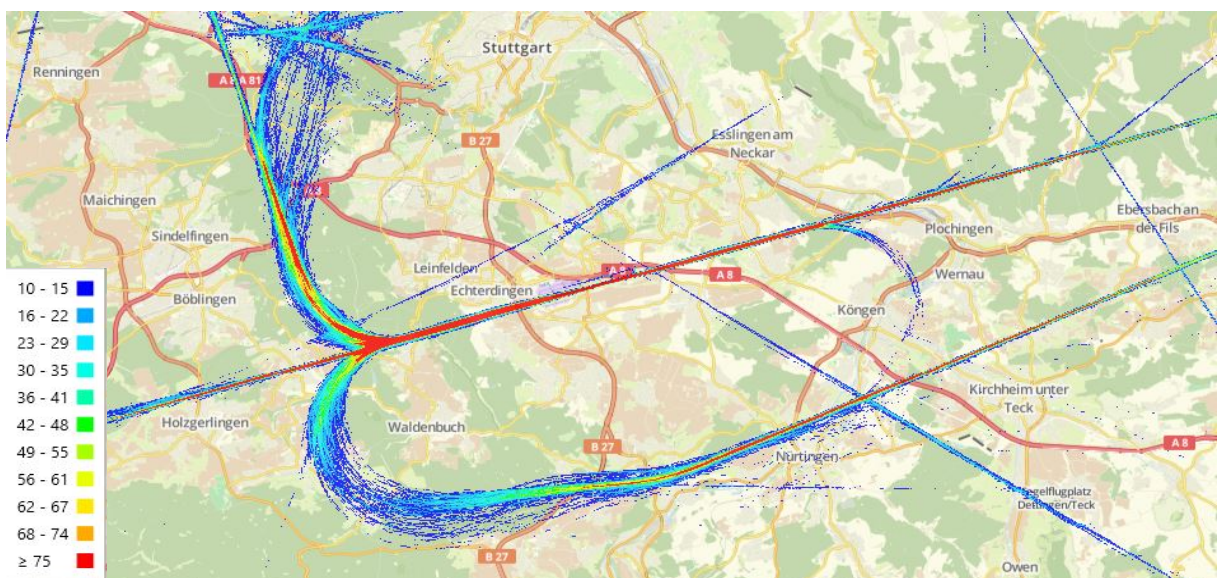 Stuttgart
Renningen
A 81
B 27
Esslingen am
Neckar
Maichingen
Ebersbach an
der Fils
Sindelfingen
Plochingen
Leinfelden
A 8
Wernau
Echterdingen
Böblingen
Köngen
Kirchheim unter
Teck
Holzgerlingen
Waldenbuch
B 27
A 8
Nürtingen
Dettingen/Teck
B 27
Owen
10 - 15
16 - 22
23 - 29
30 - 35
36 - 41
42 - 48
49 - 55
56 - 61
62 - 67
68 - 74
≥ 75